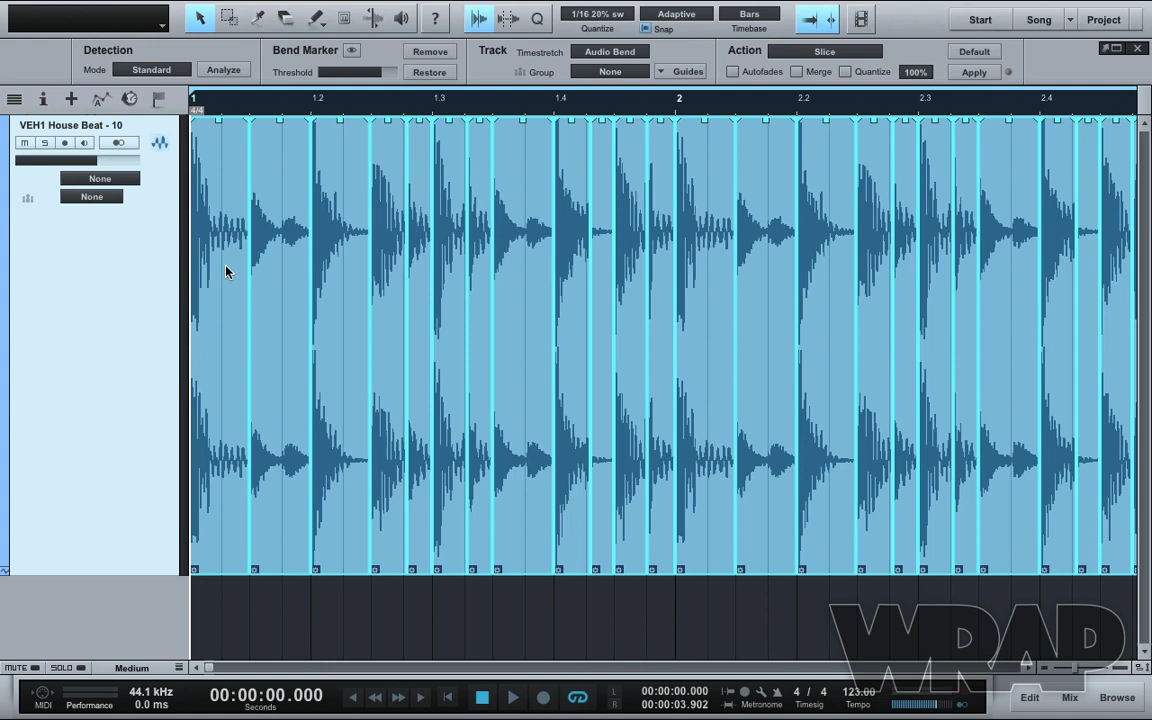 ?
1/16 20% sw
Quantize
Adaptive
Snap
Bars
Timebase
Start
Song
Project
Detection
Mode
Standard
Analyze
Bend Marker
Threshold
Remove
Restore
Track
Timestretch
Audio Bend
Group
None
Guides
Action
Slice
Autofades
Merge
Quantize
100%
Default
Apply
1
1.2
1.3
1.4
2
2.2
2.3
2.4
4/4
VEH1 House Beat - 10
M
S
None
None
WRAP
MUTE
SOLO
Medium
MIDI
Performance
44.1 kHz
0.0 ms
00:00:00.000
Seconds
L
R
00:00:00.000
00:00:03.902
Metronome
4 / 4
Timesig
123.00
Tempo
Edit
Mix
Browse